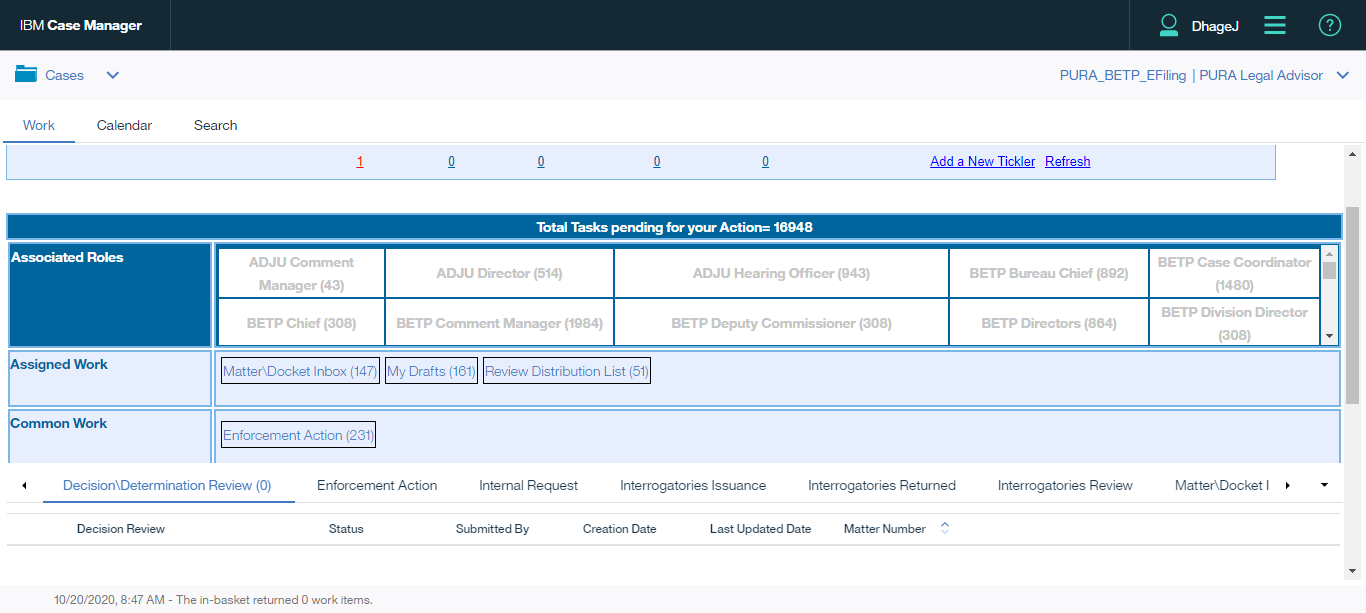 IBM Case Manager DhageJ ?
Cases PURA_BETP_EFiling | PURA Legal Advisor
Work Calendar Search
1 0 0 0 0 Add a New Tickler Refresh
Total Tasks pending for your Action= 16948
Associated Roles
ADJU Comment
Manager (43)
ADJU Director (514)
ADJU Hearing Officer (943)
BETP Bureau Chief (892)
BETP Case Coordinator
(1480)
BETP Chief (308)
BETP Comment Manager (1984)
BETP Deputy Commissioner (308)
BETP Directors (864)
BETP Division Director
(308)
Assigned Work
Matter\Docket Inbox (147) My Drafts (161) Review Distribution List (51)
Common Work
Enforcement Action (231)
Decision\Determination Review (0) Enforcement Action Internal Request Interrogatories Issuance Interrogatories Returned Interrogatories Review Matter\Docket I
Decision Review Status Submitted By Creation Date Last Updated Date Matter Number
10/20/2020, 8:47 AM - The in-basket returned 0 work items.